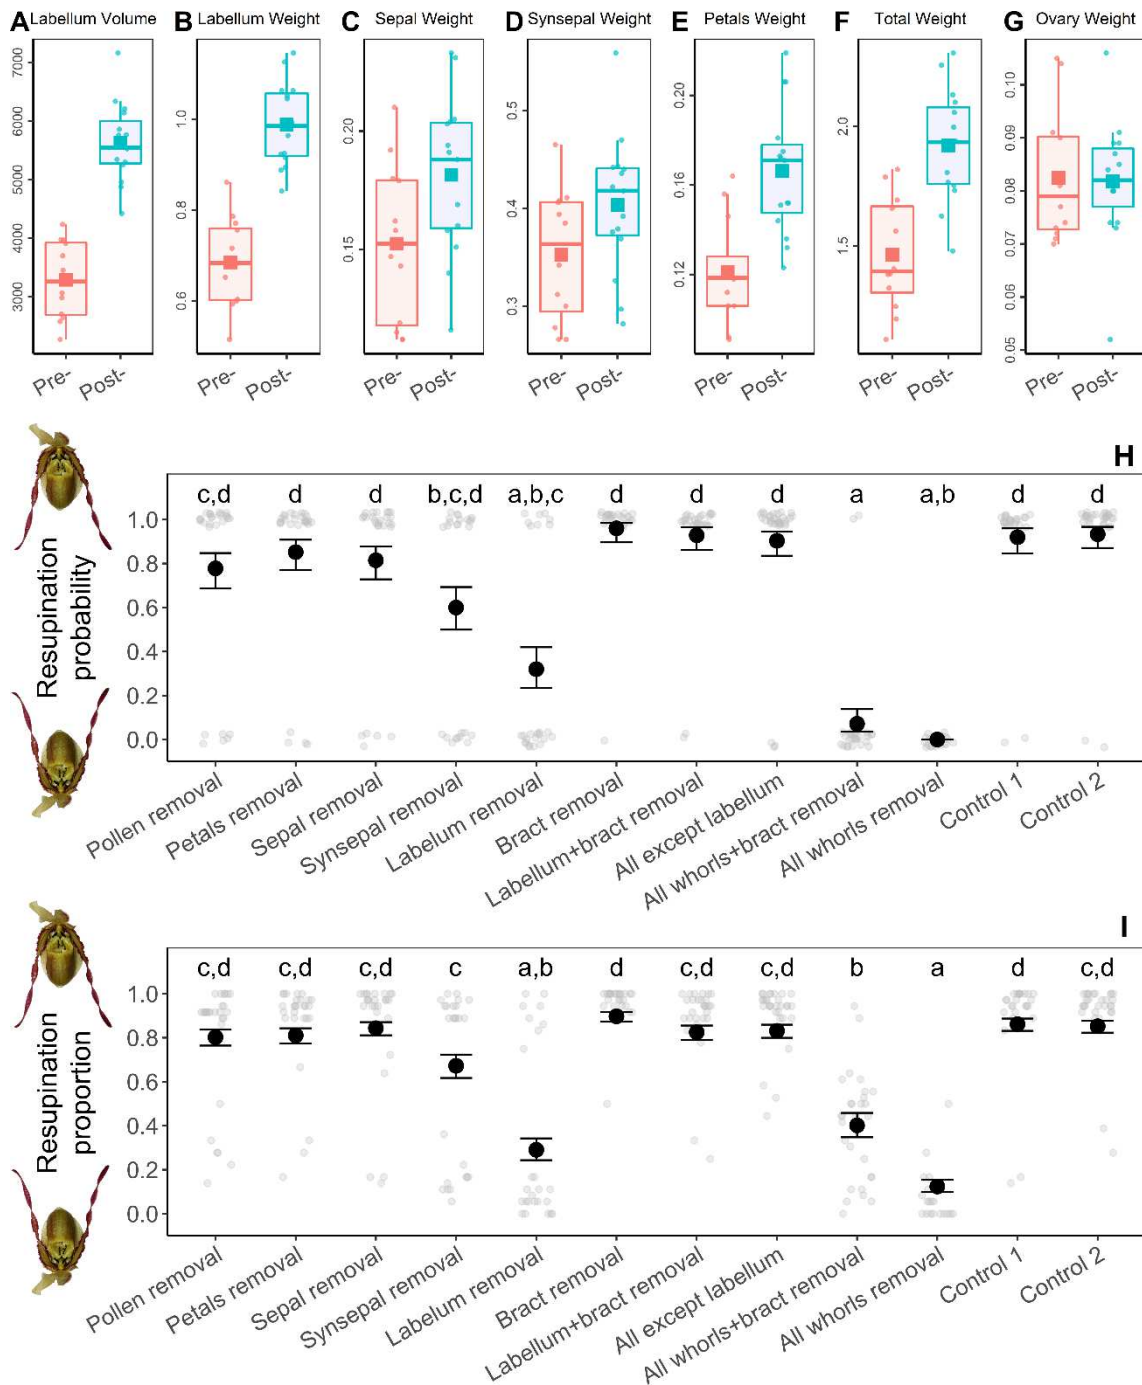 A Labellum Volume
B Labellum Weight
C Sepal Weight
D Synsepal Weight
E Petals Weight
F Total Weight
G Ovary Weight
7000
6000
5000
4000
3000
Pre- Post-
1.0
0.8
0.6
Pre- Post-
0.20
0.15
Pre- Post-
0.5
0.4
0.3
Pre- Post-
0.20
0.16
0.12
Pre- Post-
2.0
1.5
Pre- Post-
0.10
0.09
0.08
0.07
0.06
0.05
Pre- Post-
H
Resupination
probability
c,d d d b,c,d a,b,c d d d a a,b d d
1.0
0.8
0.6
0.4
0.2
0.0
Pollen removal
Petals removal
Sepal removal
Synsepal removal
Labelum removal
Bract removal
Labellum+bract removal
All except labellum
All whorls+bract removal
All whorls removal
Control 1
Control 2
I
Resupination
proportion
c,d c,d c,d c a,b d c,d c,d b a d c,d
1.0
0.8
0.6
0.4
0.2
0.0
Pollen removal
Petals removal
Sepal removal
Synsepal removal
Labelum removal
Bract removal
Labellum+bract removal
All except labellum
All whorls+bract removal
All whorls removal
Control 1
Control 2